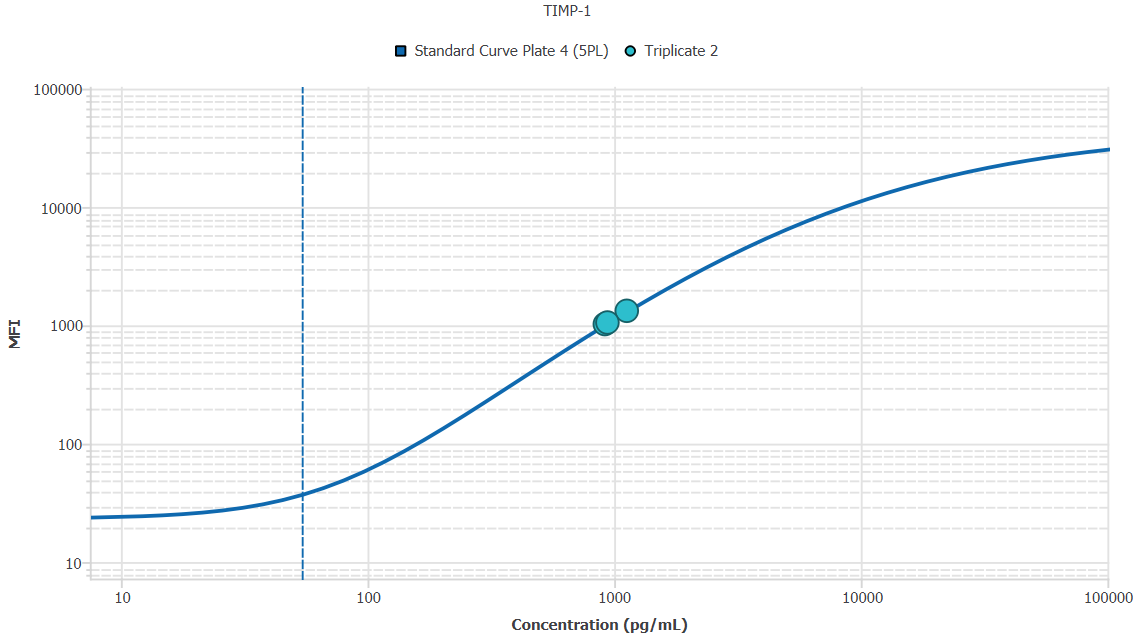 TIMP-1
Standard Curve Plate 4 (5PL) Triplicate 2
100000
10000
1000
100
10
MFI
10 100 1000 10000 100000
Concentration (pg/mL)